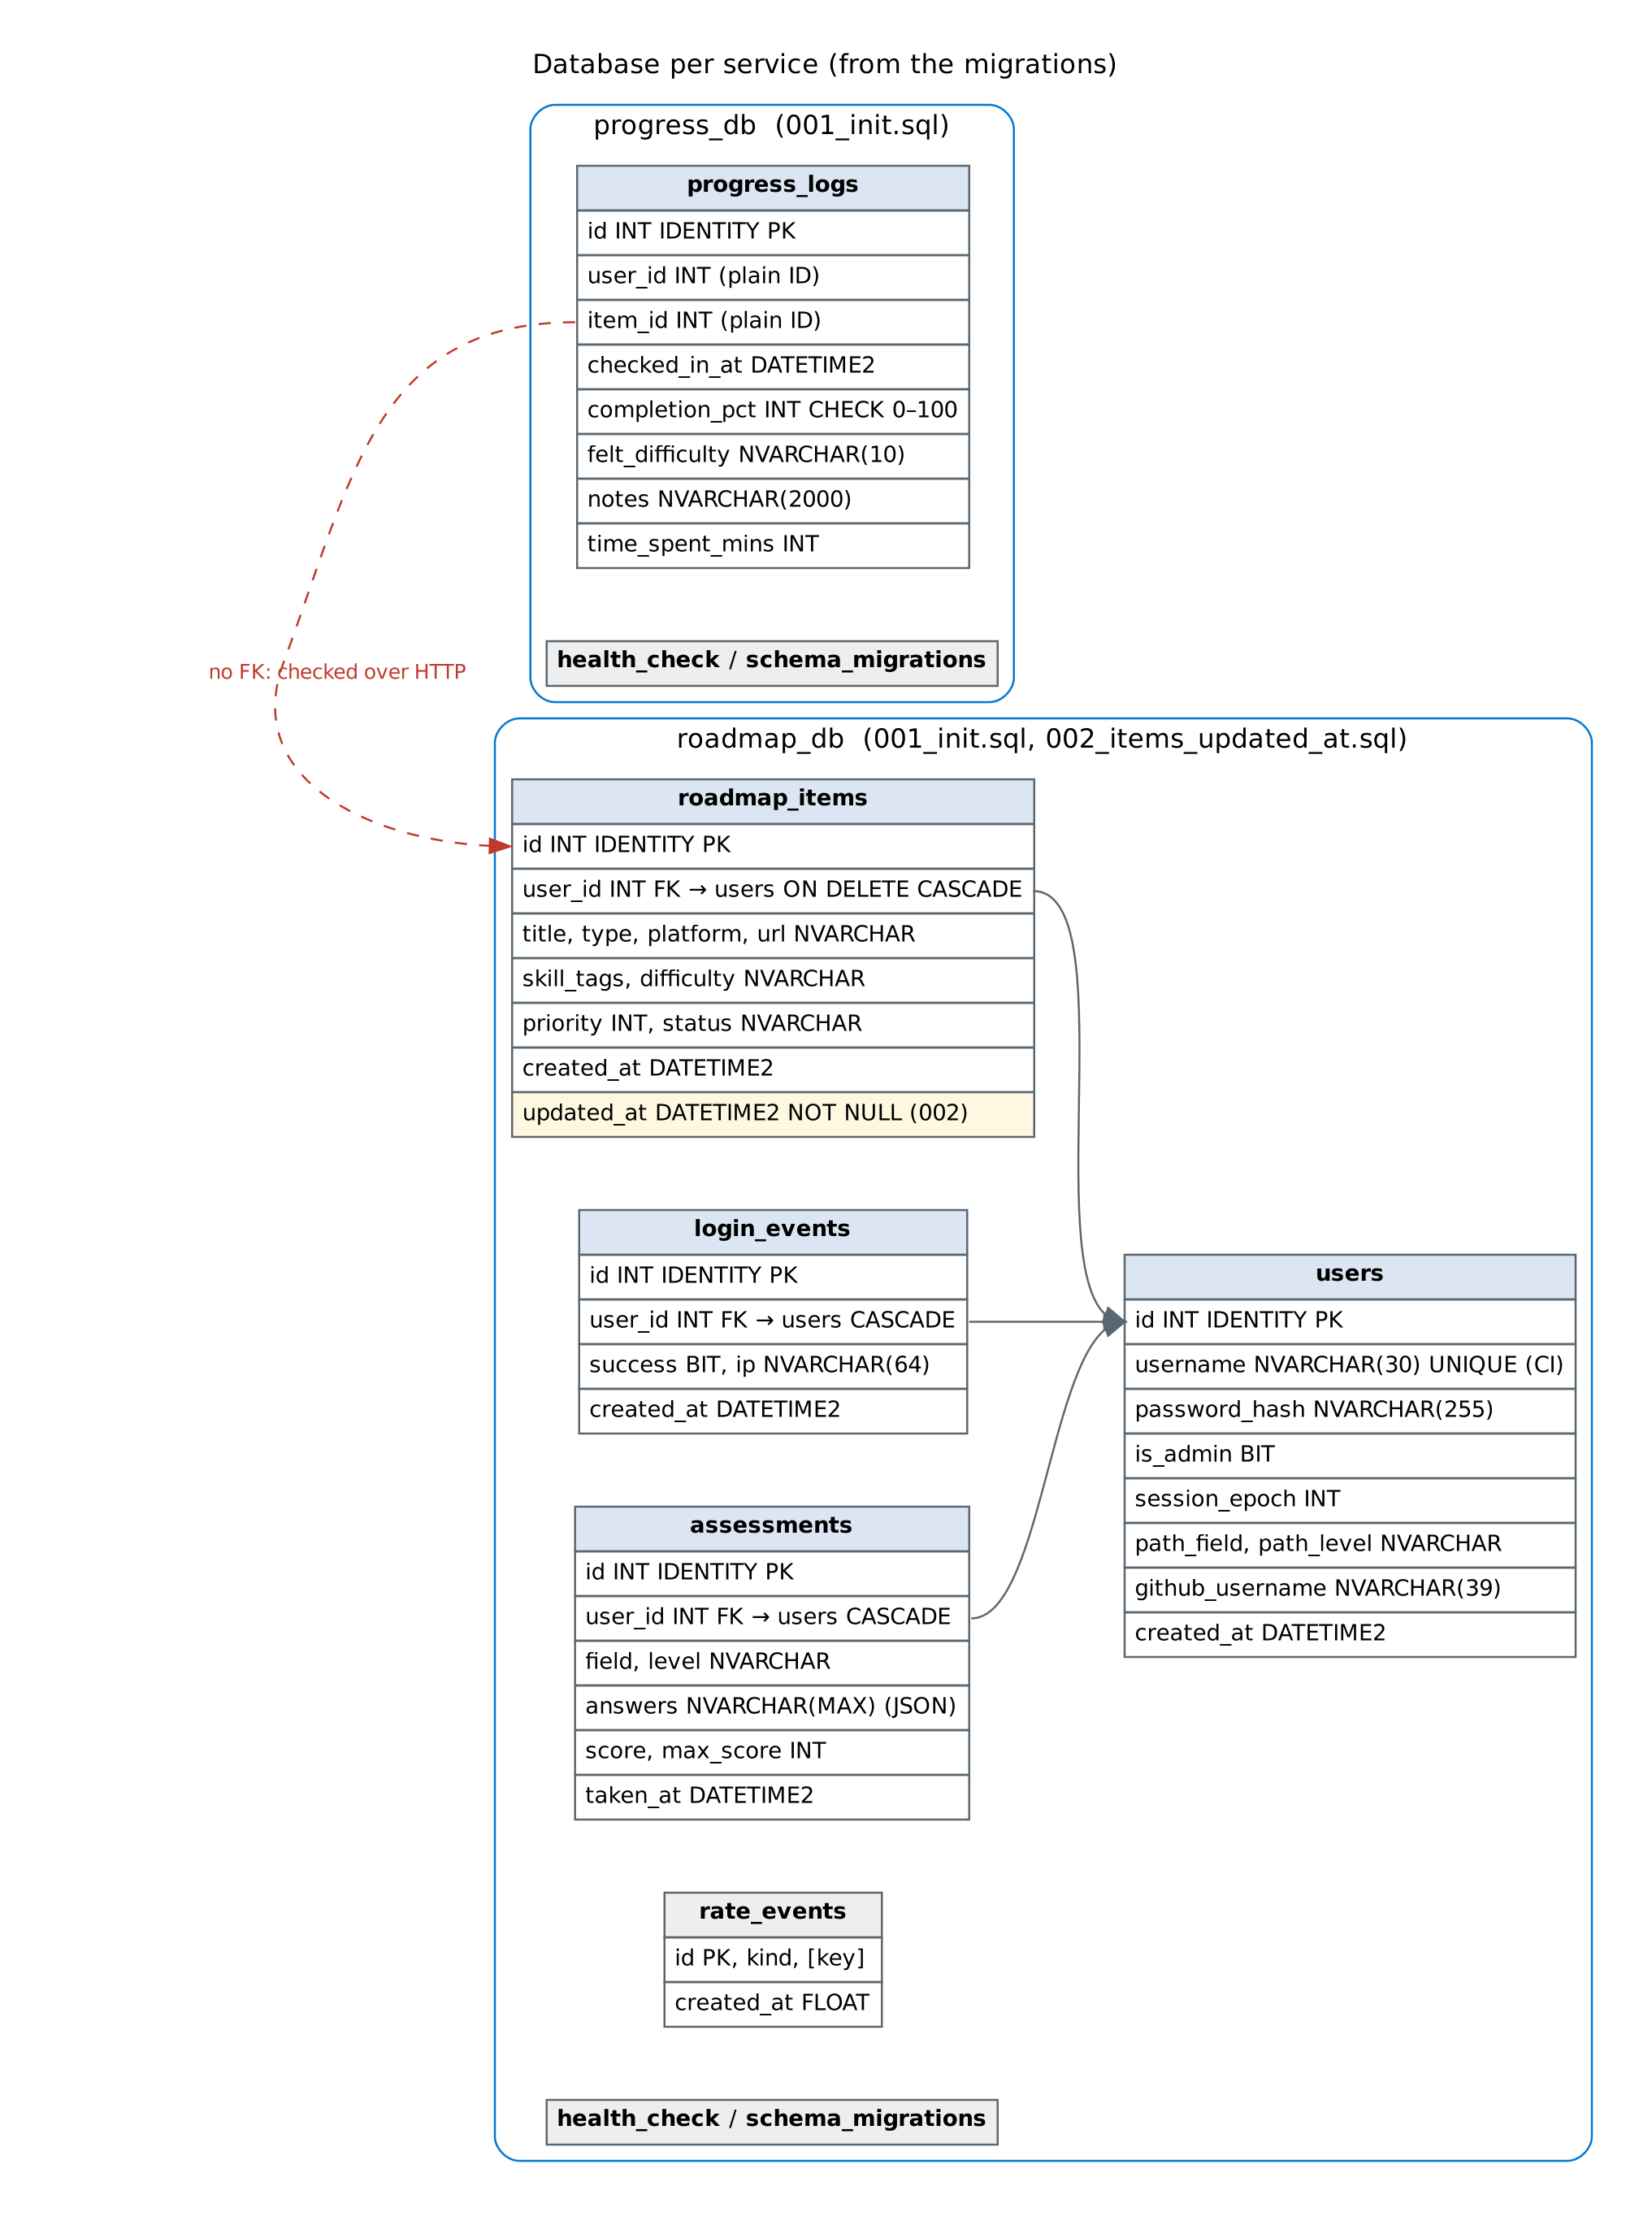 Database per service (from the migrations)
progress_db  (001_init.sql)
progress_logs
id INT IDENTITY PK
user_id INT (plain ID)
item_id INT (plain ID)
checked_in_at DATETIME2
completion_pct INT CHECK 0–100
felt_difficulty NVARCHAR(10)
notes NVARCHAR(2000)
time_spent_mins INT
no FK: checked over HTTP
health_check / schema_migrations
roadmap_db  (001_init.sql, 002_items_updated_at.sql)
roadmap_items
id INT IDENTITY PK
user_id INT FK → users ON DELETE CASCADE
title, type, platform, url NVARCHAR
skill_tags, difficulty NVARCHAR
priority INT, status NVARCHAR
created_at DATETIME2
updated_at DATETIME2 NOT NULL (002)
login_events
id INT IDENTITY PK
user_id INT FK → users CASCADE
success BIT, ip NVARCHAR(64)
created_at DATETIME2
users
id INT IDENTITY PK
username NVARCHAR(30) UNIQUE (CI)
password_hash NVARCHAR(255)
is_admin BIT
session_epoch INT
path_field, path_level NVARCHAR
github_username NVARCHAR(39)
created_at DATETIME2
assessments
id INT IDENTITY PK
user_id INT FK → users CASCADE
field, level NVARCHAR
answers NVARCHAR(MAX) (JSON)
score, max_score INT
taken_at DATETIME2
rate_events
id PK, kind, [key]
created_at FLOAT
health_check / schema_migrations